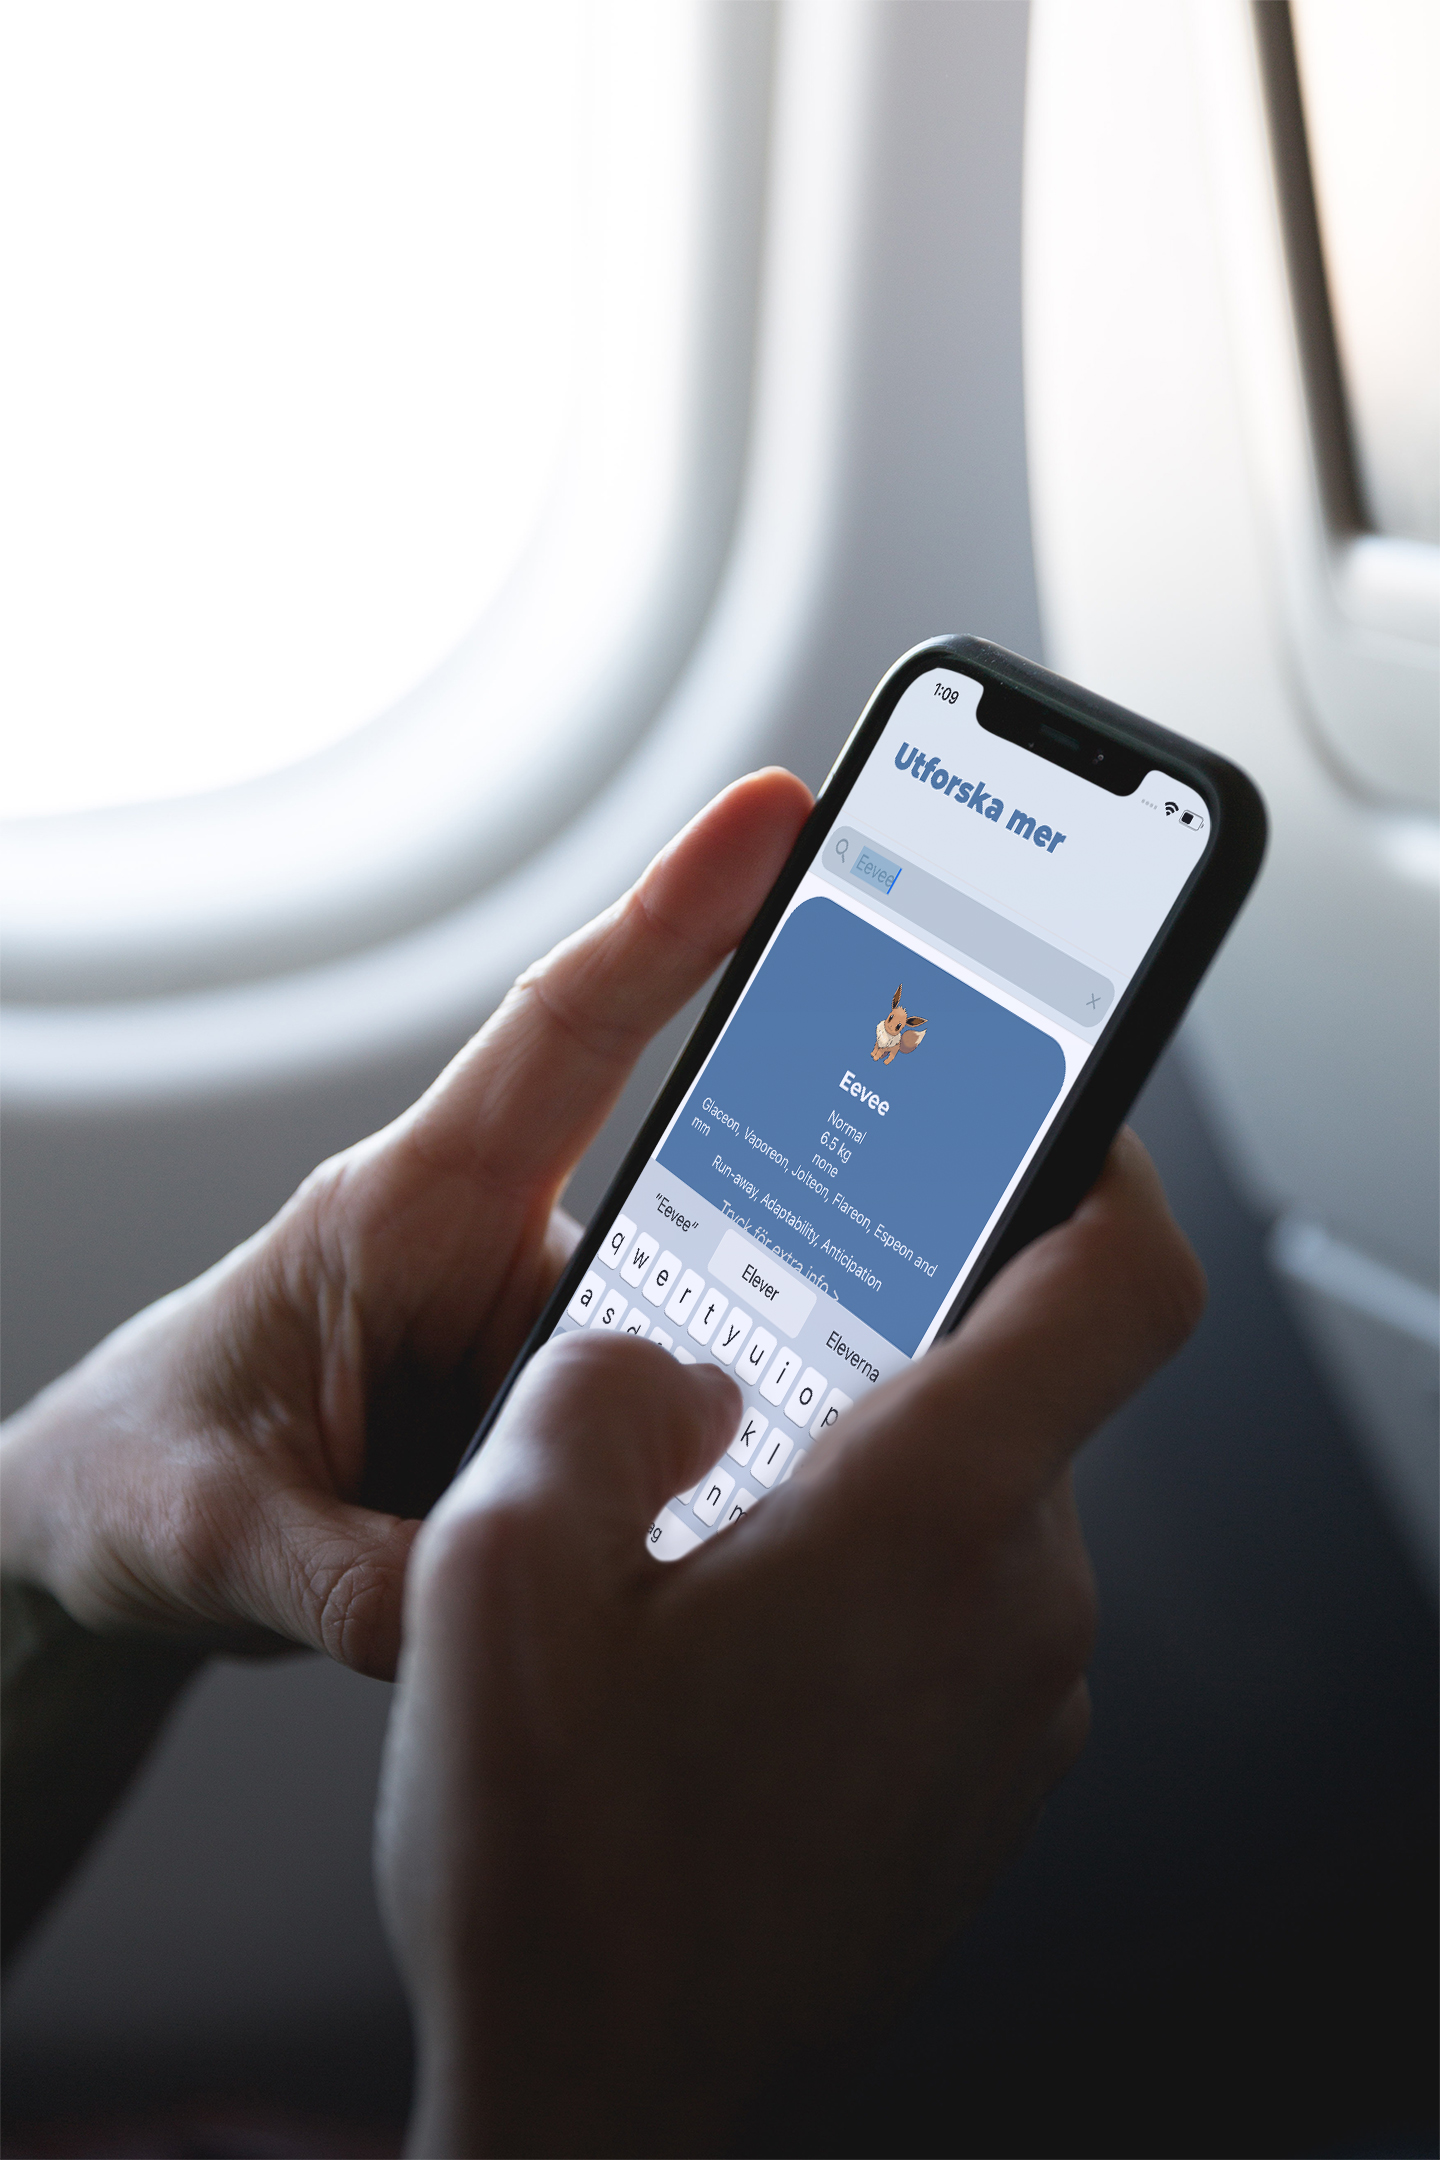 1:09
Utforska mer
Eevee
Eevee
Normal
6.5 kg
none
Glaceon, Vaporeon, Jolteon, Flareon, Espeon and
mm
Run-away, Adaptability, Anticipation
Tryck för extra info >
"Eevee"
Elever
Eleverna
q w e r t y u i o p
a s d k l
n m